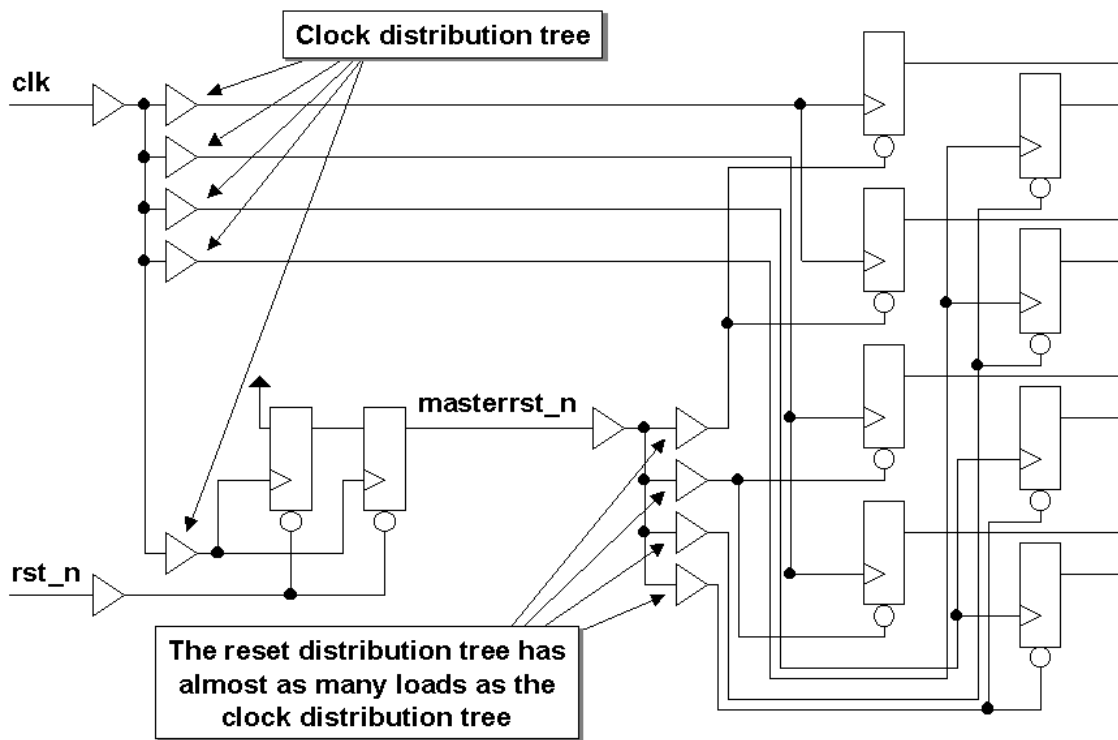 Clock distribution tree
clk
masterrst_n
rst_n
The reset distribution tree has
almost as many loads as the
clock distribution tree